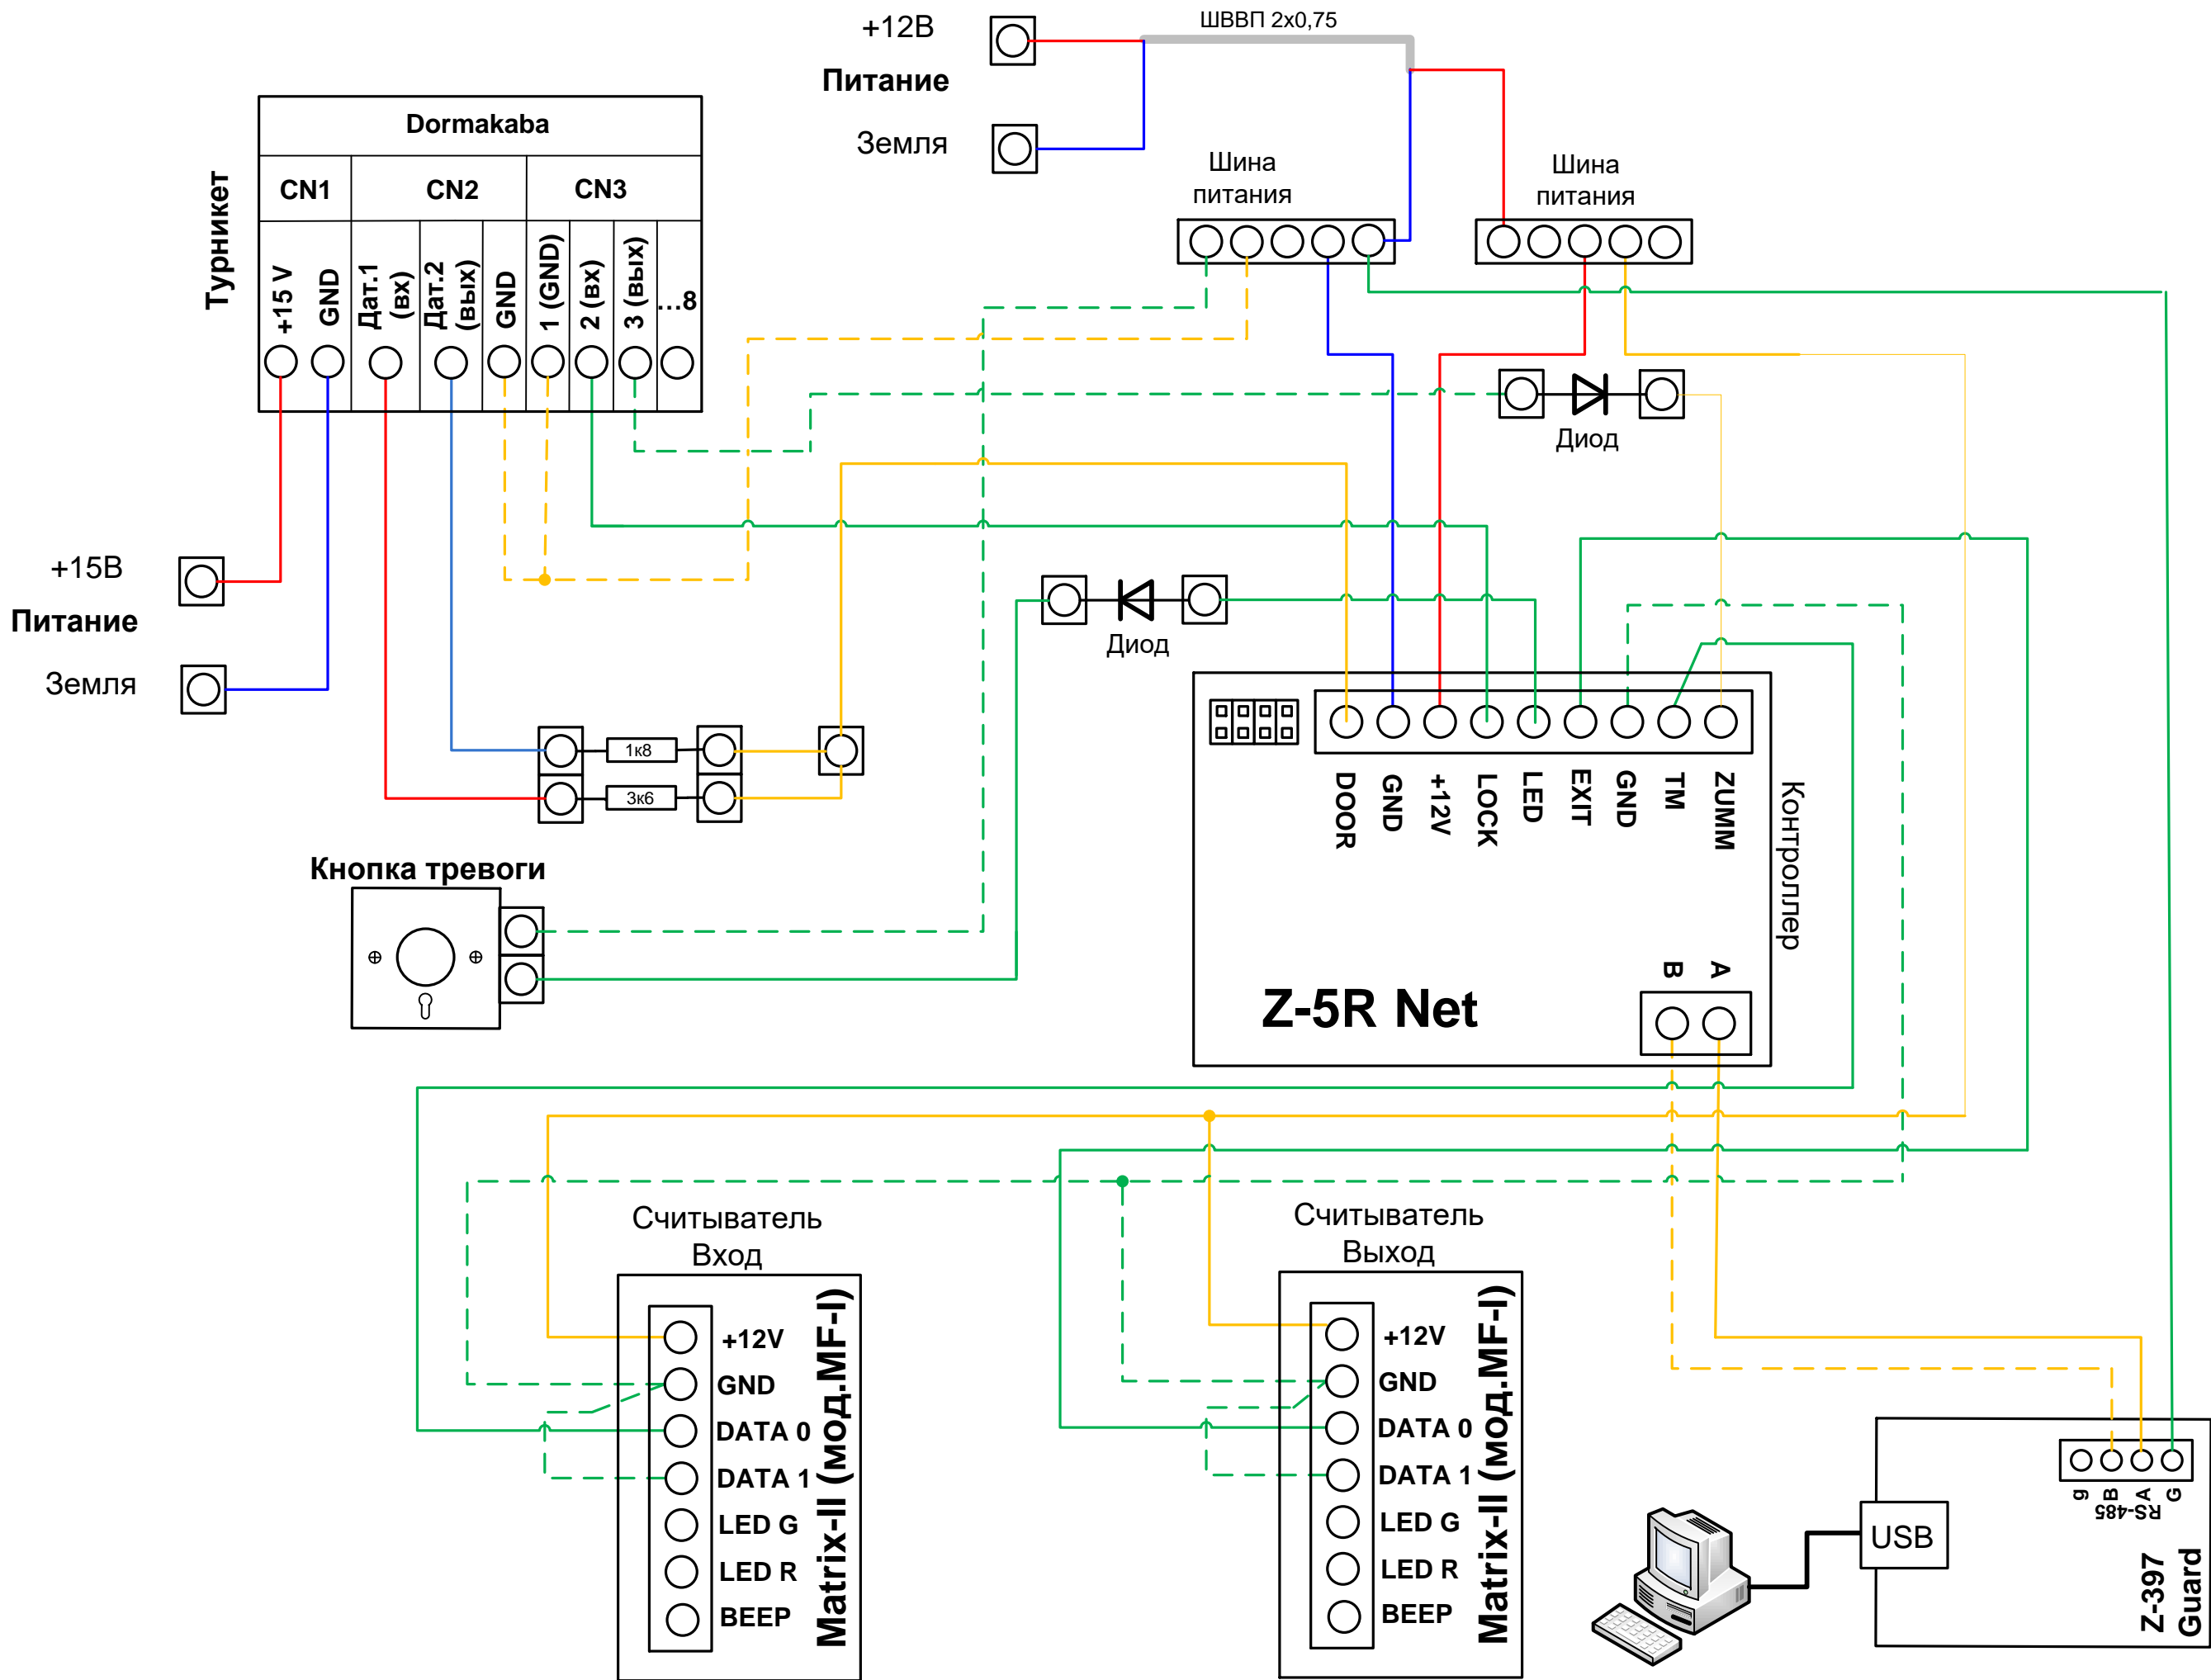 +12В
ШВВП 2х0,75
Питание
Земля
Шина
питания
Шина
питания
Dormakaba
CN1
CN2
CN3
Турникет
+15 V
GND
Дат.1
(вх)
Дат.2
(вых)
GND
1 (GND)
2 (вх)
3 (вых)
...8
Диод
+15В
Питание
Земля
Диод
1к8
3к6
DOOR
GND
+12V
LOCK
LED
EXIT
GND
TM
ZUMM
Контроллер
Кнопка тревоги
B
A
Z-5R Net
Считыватель
Вход
+12V
GND
DATA 0
DATA 1
LED G
LED R
BEEP
Matrix-II (мод.MF-I)
Считыватель
Выход
+12V
GND
DATA 0
DATA 1
LED G
LED R
BEEP
Matrix-II (мод.MF-I)
g
B
A
G
RS-485
USB
Z-397
Guard